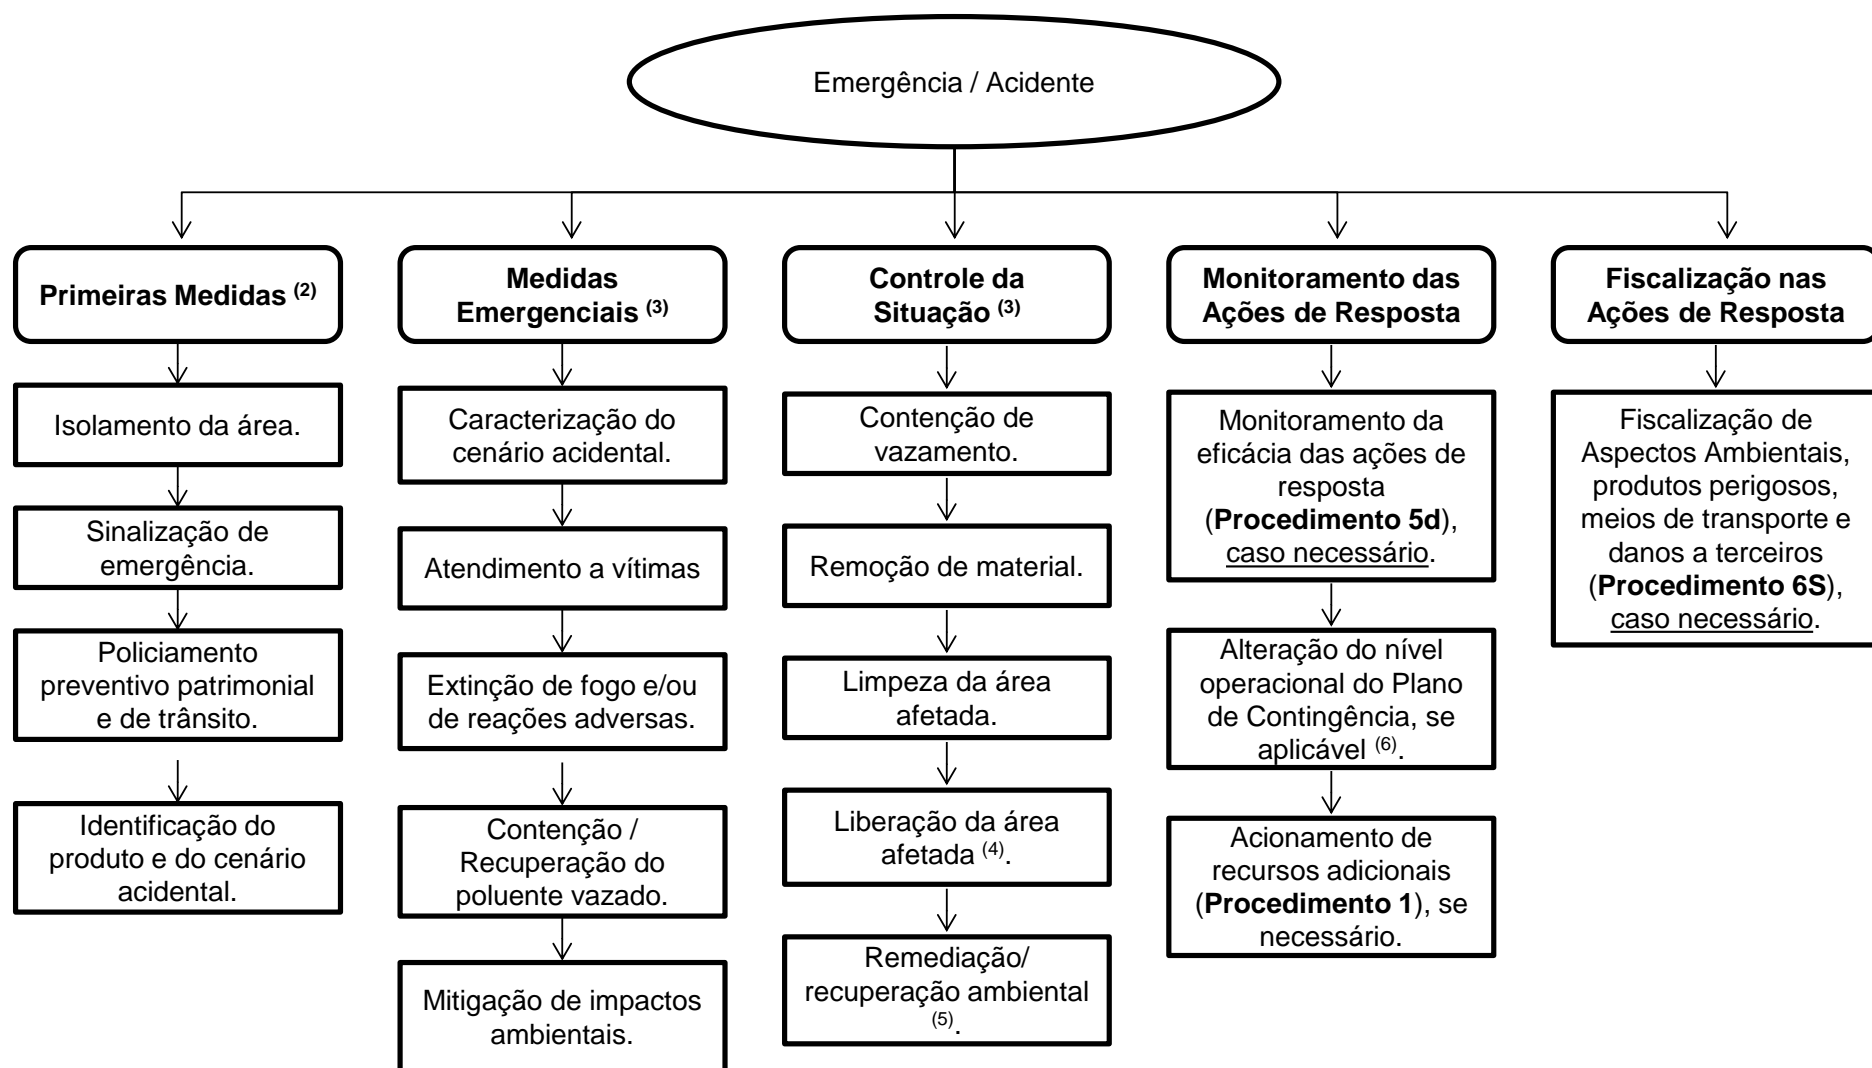 Emergência / Acidente
Primeiras Medidas (2)
Isolamento da área.
Sinalização de
emergência.
Policiamento
preventivo patrimonial
e de trânsito.
Identificação do
produto e do cenário
acidental.
Medidas
Emergenciais (3)
Caracterização do
cenário acidental.
Atendimento a vítimas
Extinção de fogo e/ou
de reações adversas.
Contenção /
Recuperação do
poluente vazado.
Mitigação de impactos
ambientais.
Controle da
Situação (3)
Contenção de
vazamento.
Remoção de material.
Limpeza da área
afetada.
Liberação da área
afetada (4).
Remediação/
recuperação ambiental
(5).
Monitoramento das
Ações de Resposta
Monitoramento da
eficácia das ações de
resposta
(Procedimento 5d),
caso necessário.
Alteração do nível
operacional do Plano
de Contingência, se
aplicável (6).
Acionamento de
recursos adicionais
(Procedimento 1), se
necessário.
Fiscalização nas
Ações de Resposta
Fiscalização de
Aspectos Ambientais,
produtos perigosos,
meios de transporte e
danos a terceiros
(Procedimento 6S),
caso necessário.